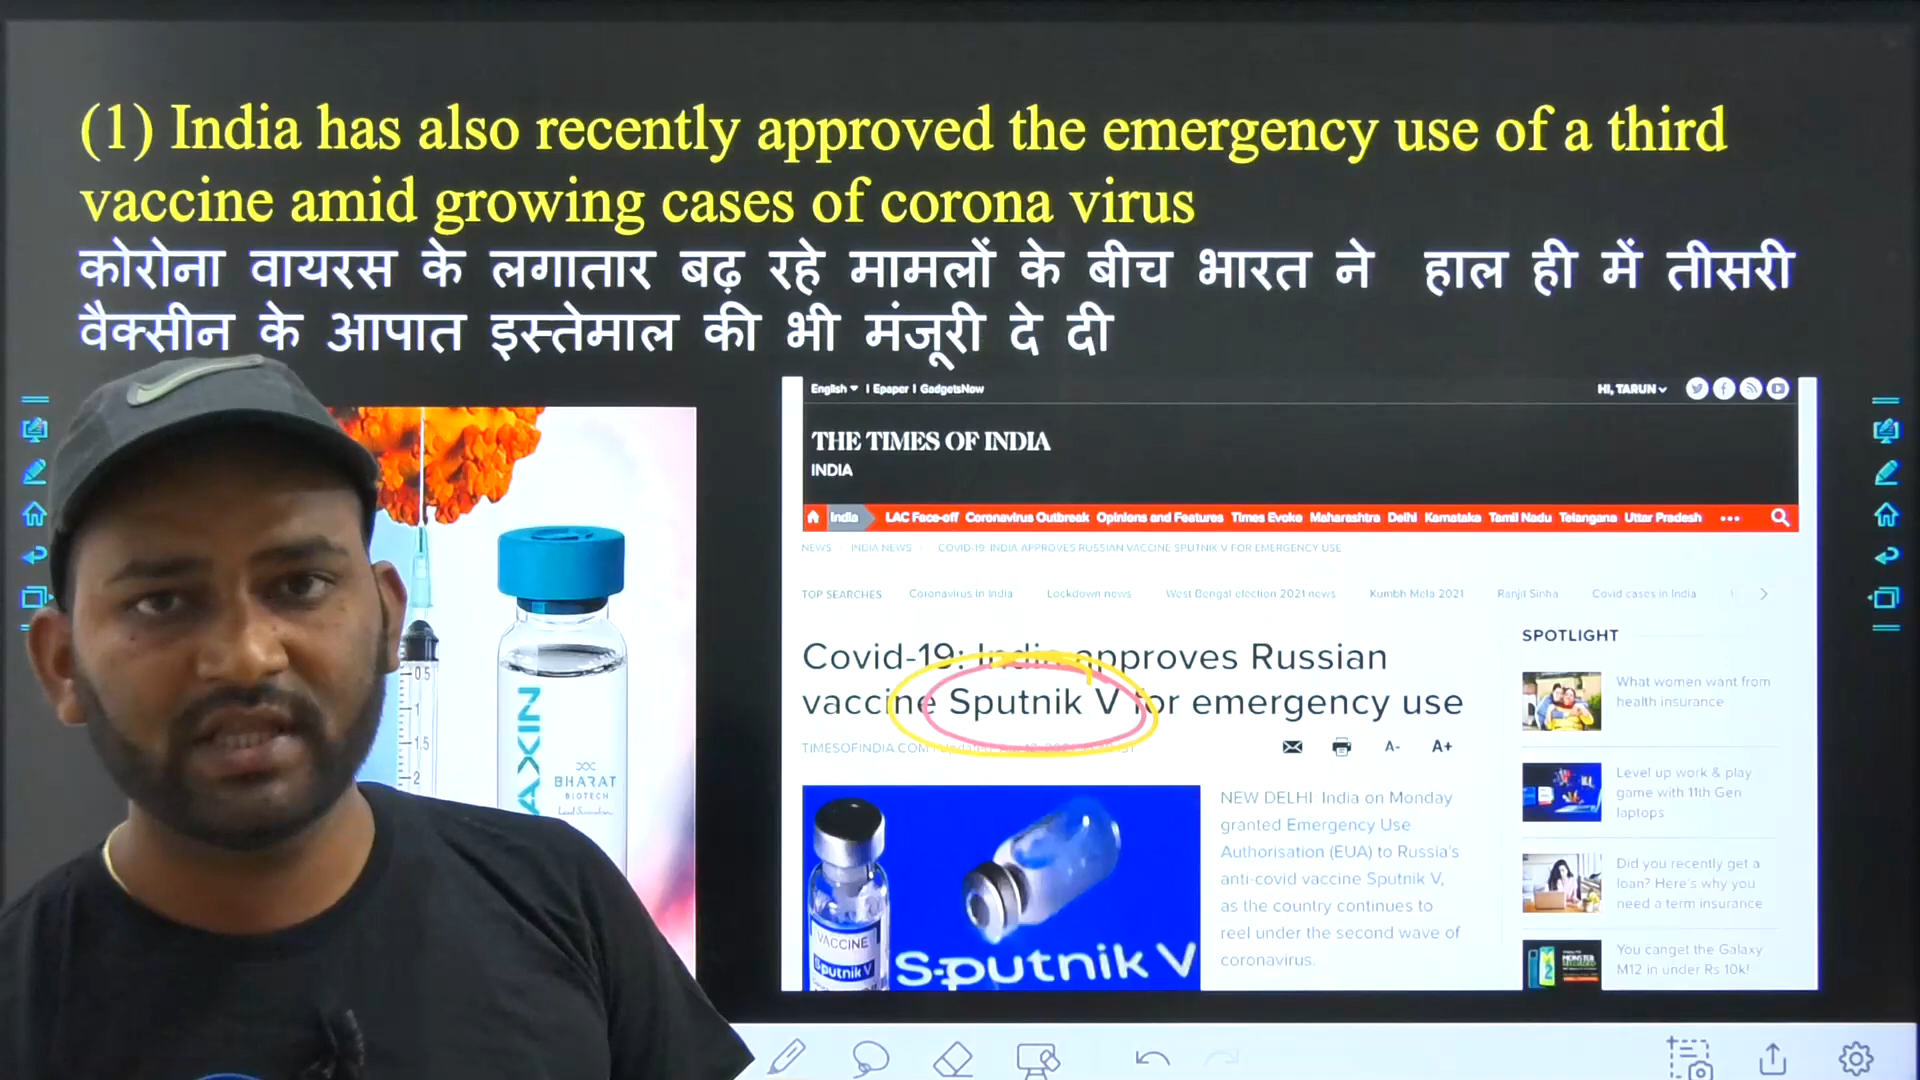 (1) India has also recently approved the emergency use of a third
vaccine amid growing cases of corona virus
कोरोना वायरस के लगातार बढ़ रहे मामलों के बीच भारत ने हाल ही में तीसरी
वैक्सीन के आपात इस्तेमाल की भी मंजूरी दे दी
English | Epaper | GadgetsNow
HI, TARUN
THE TIMES OF INDIA
INDIA
India LAC Face-off Coronavirus Outbreak Opinions and Features Times Evoke Maharashtra Delhi Karnataka Tamil Nadu Telangana Uttar Pradesh
NEWS INDIA NEWS COVID-19: INDIA APPROVES RUSSIAN VACCINE SPUTNIK V FOR EMERGENCY USE
TOP SEARCHES Coronavirus in India Lockdown news West Bengal election 2021 news Kumbh Mela 2021 Ranjit Sinha Covid cases in India
Covid-19: India approves Russian
vaccine Sputnik V for emergency use
TIMESOFINDIA.COM
A- A+
NEW DELHI India on Monday
granted Emergency Use
Authorisation (EUA) to Russia's
anti-covid vaccine Sputnik V,
as the country continues to
reel under the second wave of
coronavirus.
VACCINE
Sputnik V
Sputnik V
SPOTLIGHT
What women want from
health insurance
Level up work & play
game with 11th Gen
laptops
Did you recently get a
loan? Here's why you
need a term insurance
You canget the Galaxy
M12 in under Rs 10k!
AXIN
BHARAT
BIOTECH
Lead Innovation
0.5
1
1.5
2